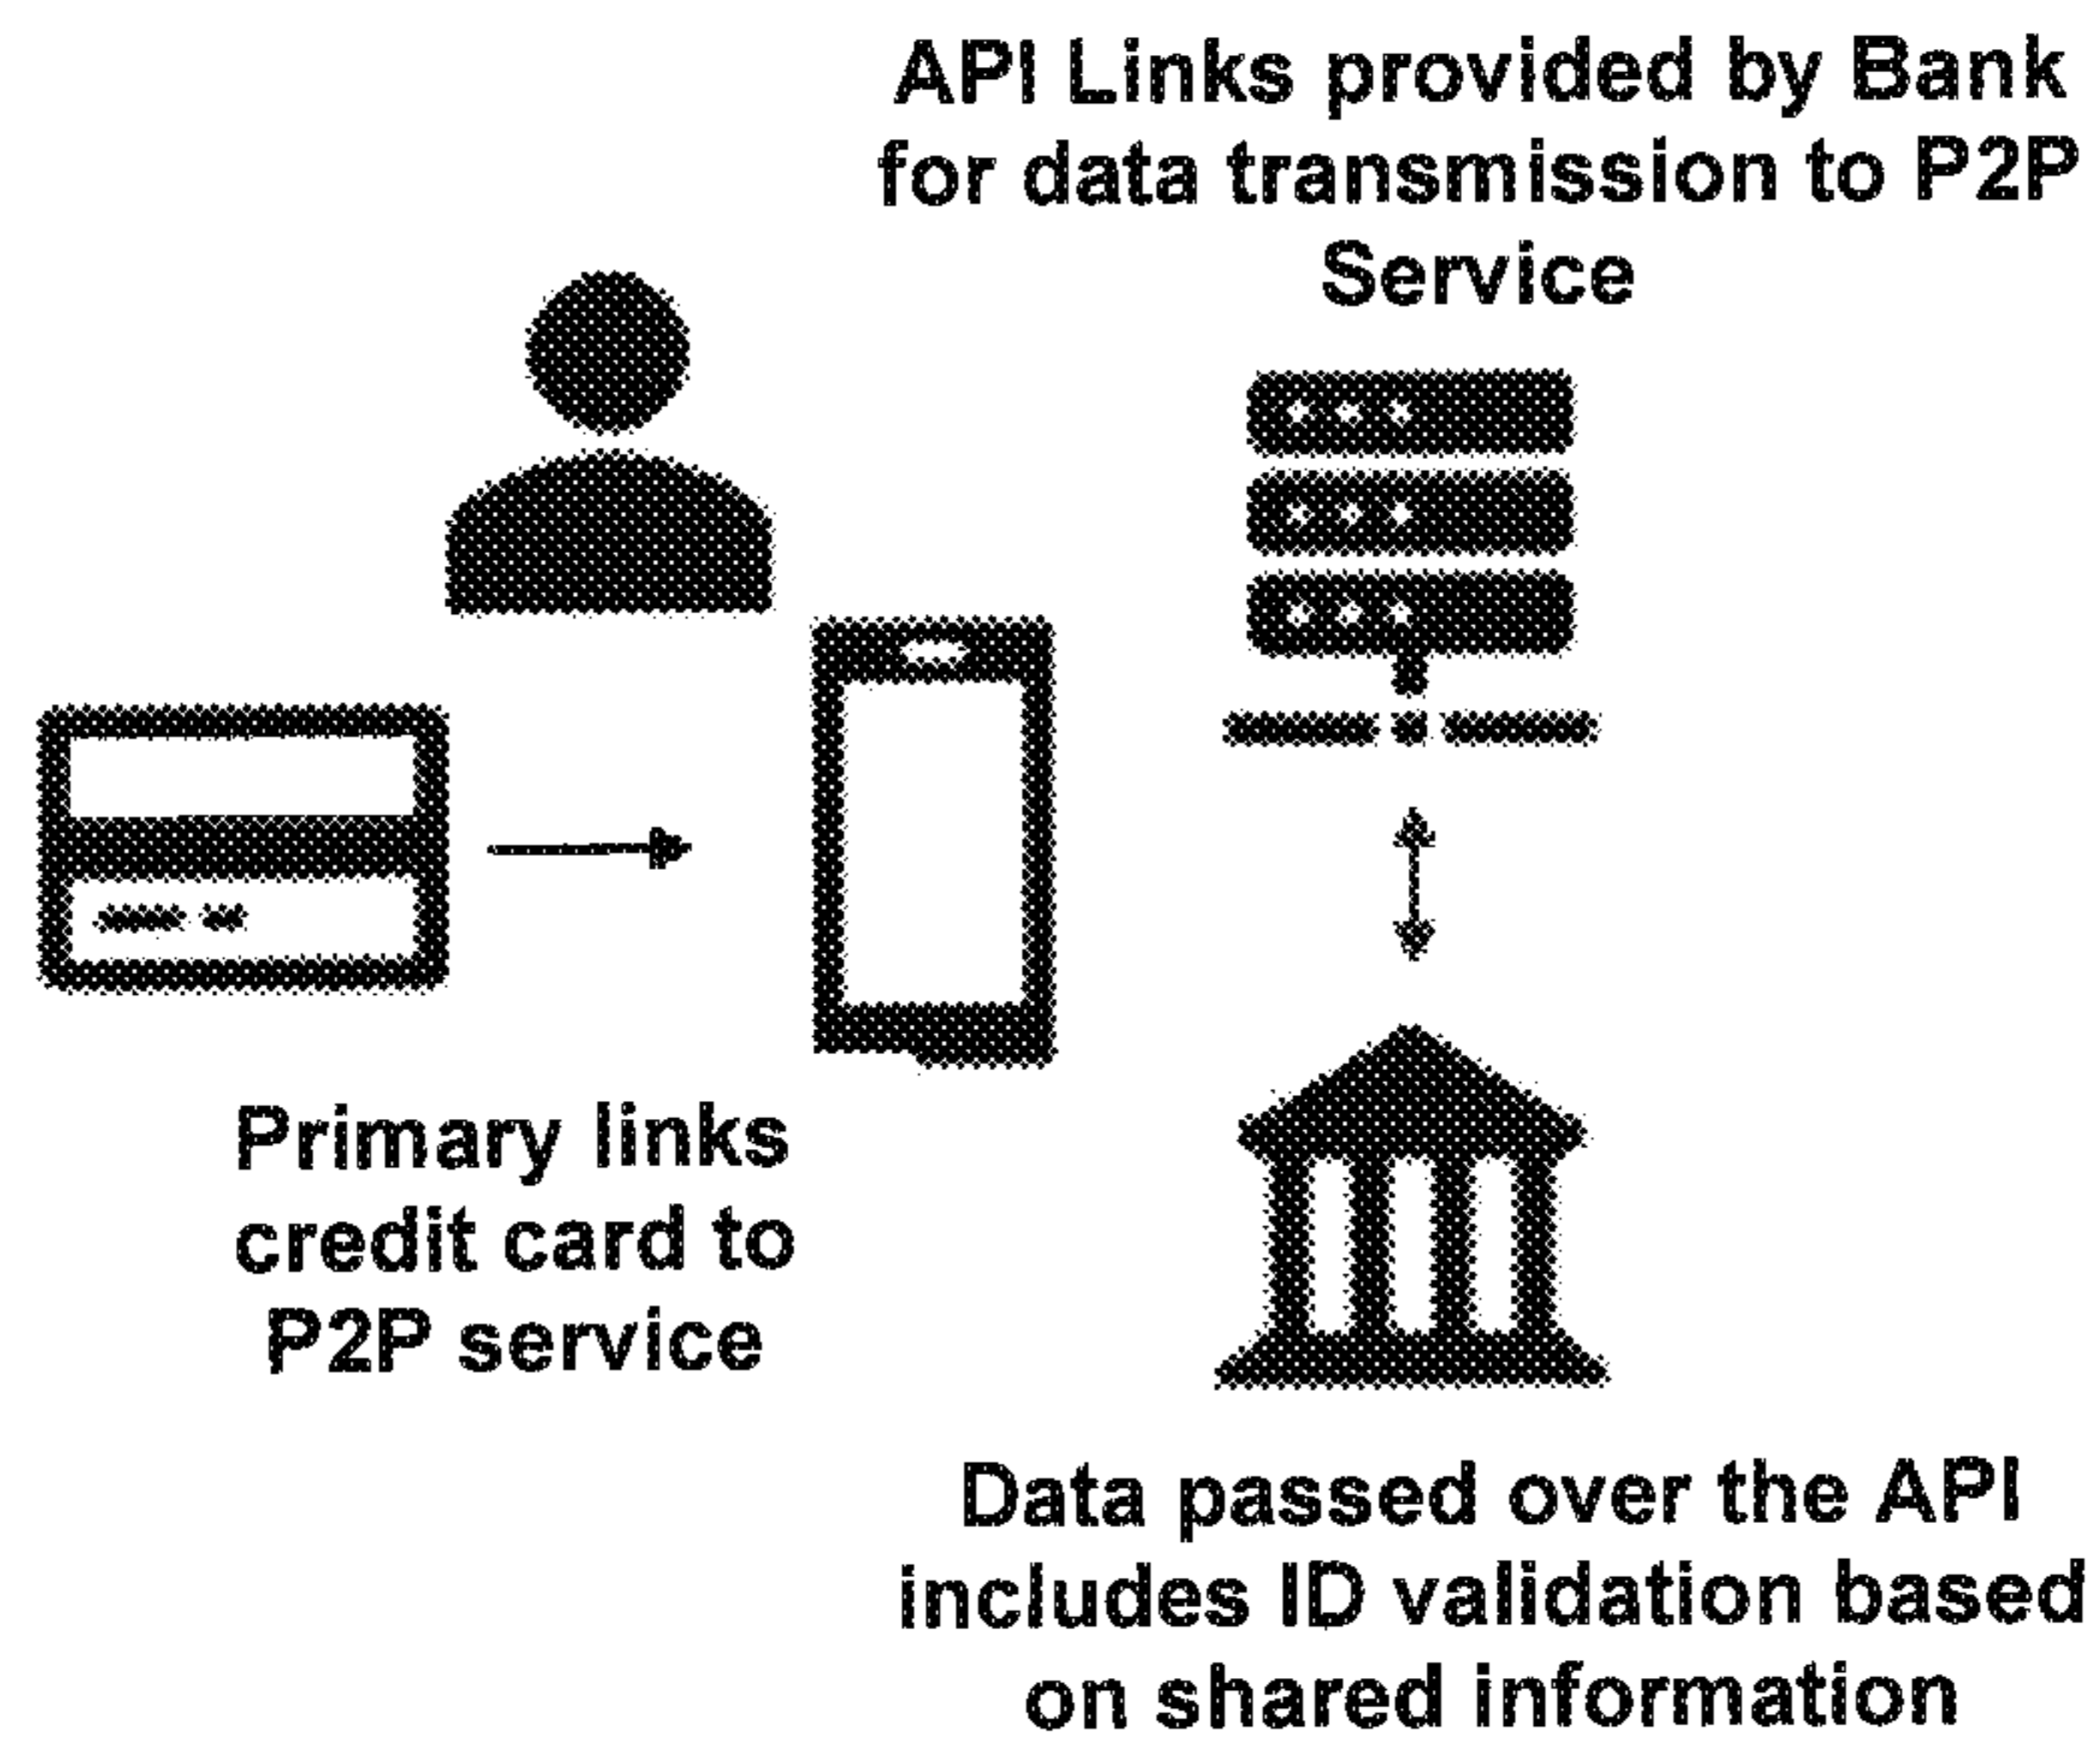 API Links provided by Bank
for data transmission to P2P
Service
Primary links
credit card to
P2P service
Data passed over the API
includes ID validation based
on shared information